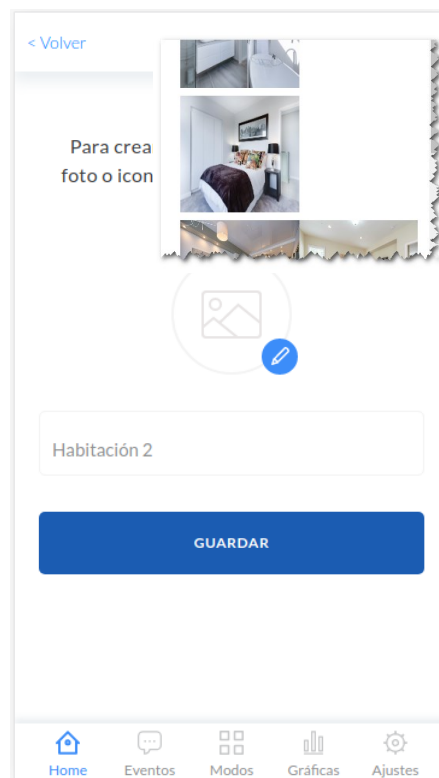 < Volver
Para crea
foto o icon
Habitación 2
GUARDAR
Home
Eventos
Modos
Gráficas
Ajustes